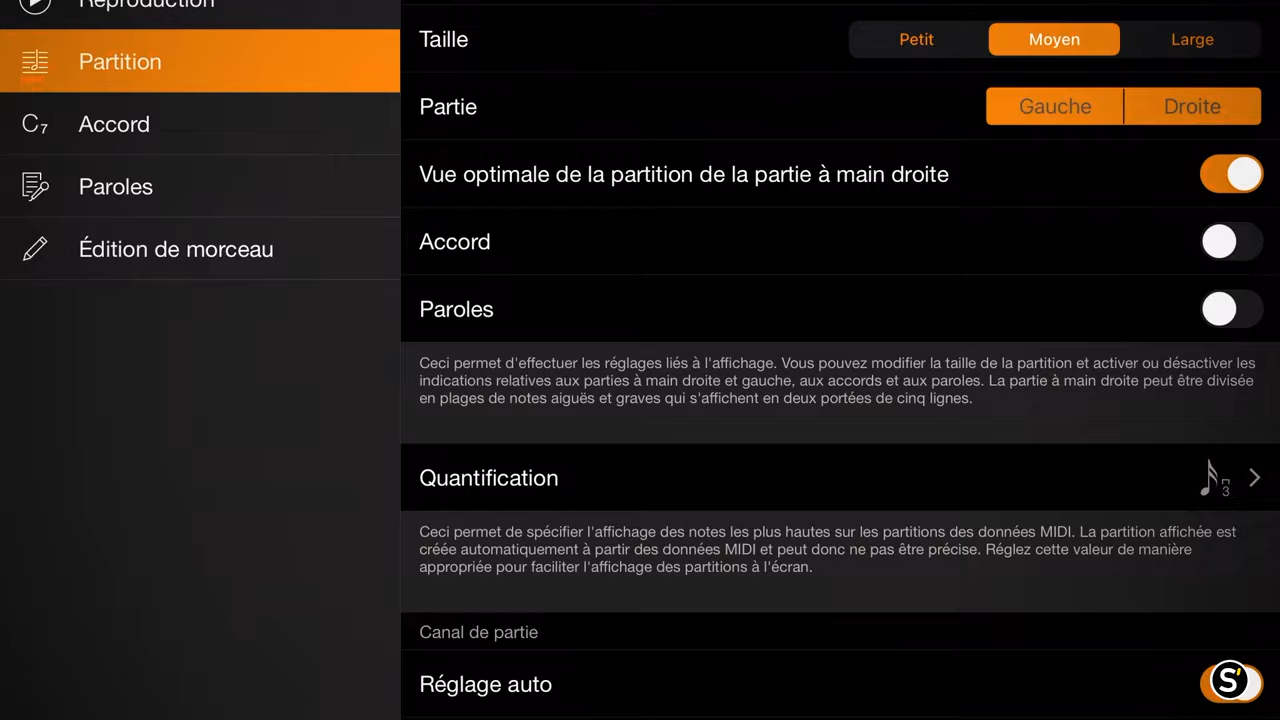 Reproduction
Partition
C7 Accord
Paroles
Édition de morceau
Taille
Petit Moyen Large
Partie
Gauche Droite
Vue optimale de la partition de la partie à main droite
Accord
Paroles
Ceci permet d'effectuer les réglages liés à l'affichage. Vous pouvez modifier la taille de la partition et activer ou désactiver les
indications relatives aux parties à main droite et gauche, aux accords et aux paroles. La partie à main droite peut être divisée
en plages de notes aiguës et graves qui s'affichent en deux portées de cinq lignes.
Quantification
3
Ceci permet de spécifier l'affichage des notes les plus hautes sur les partitions des données MIDI. La partition affichée est
créée automatiquement à partir des données MIDI et peut donc ne pas être précise. Réglez cette valeur de manière
appropriée pour faciliter l'affichage des partitions à l'écran.
Canal de partie
Réglage auto
S'